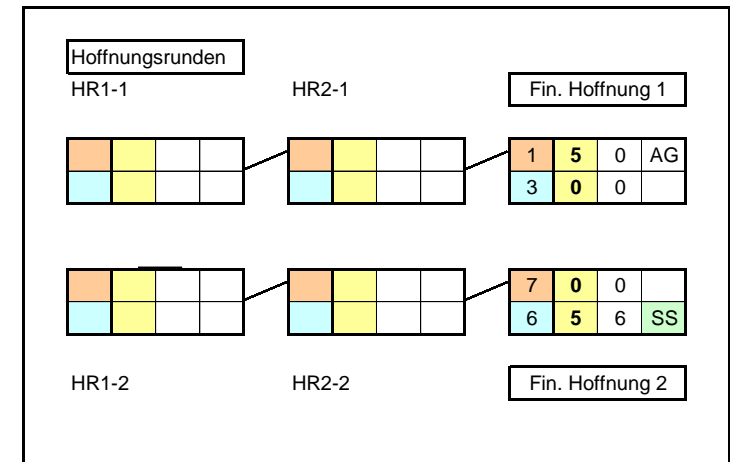 Hoffnungsrunden
HR1-1 HR2-1 Fin. Hoffnung 1
1 5 0 AG
3 0 0
7 0 0
6 5 6 SS
HR1-2 HR2-2 Fin. Hoffnung 2